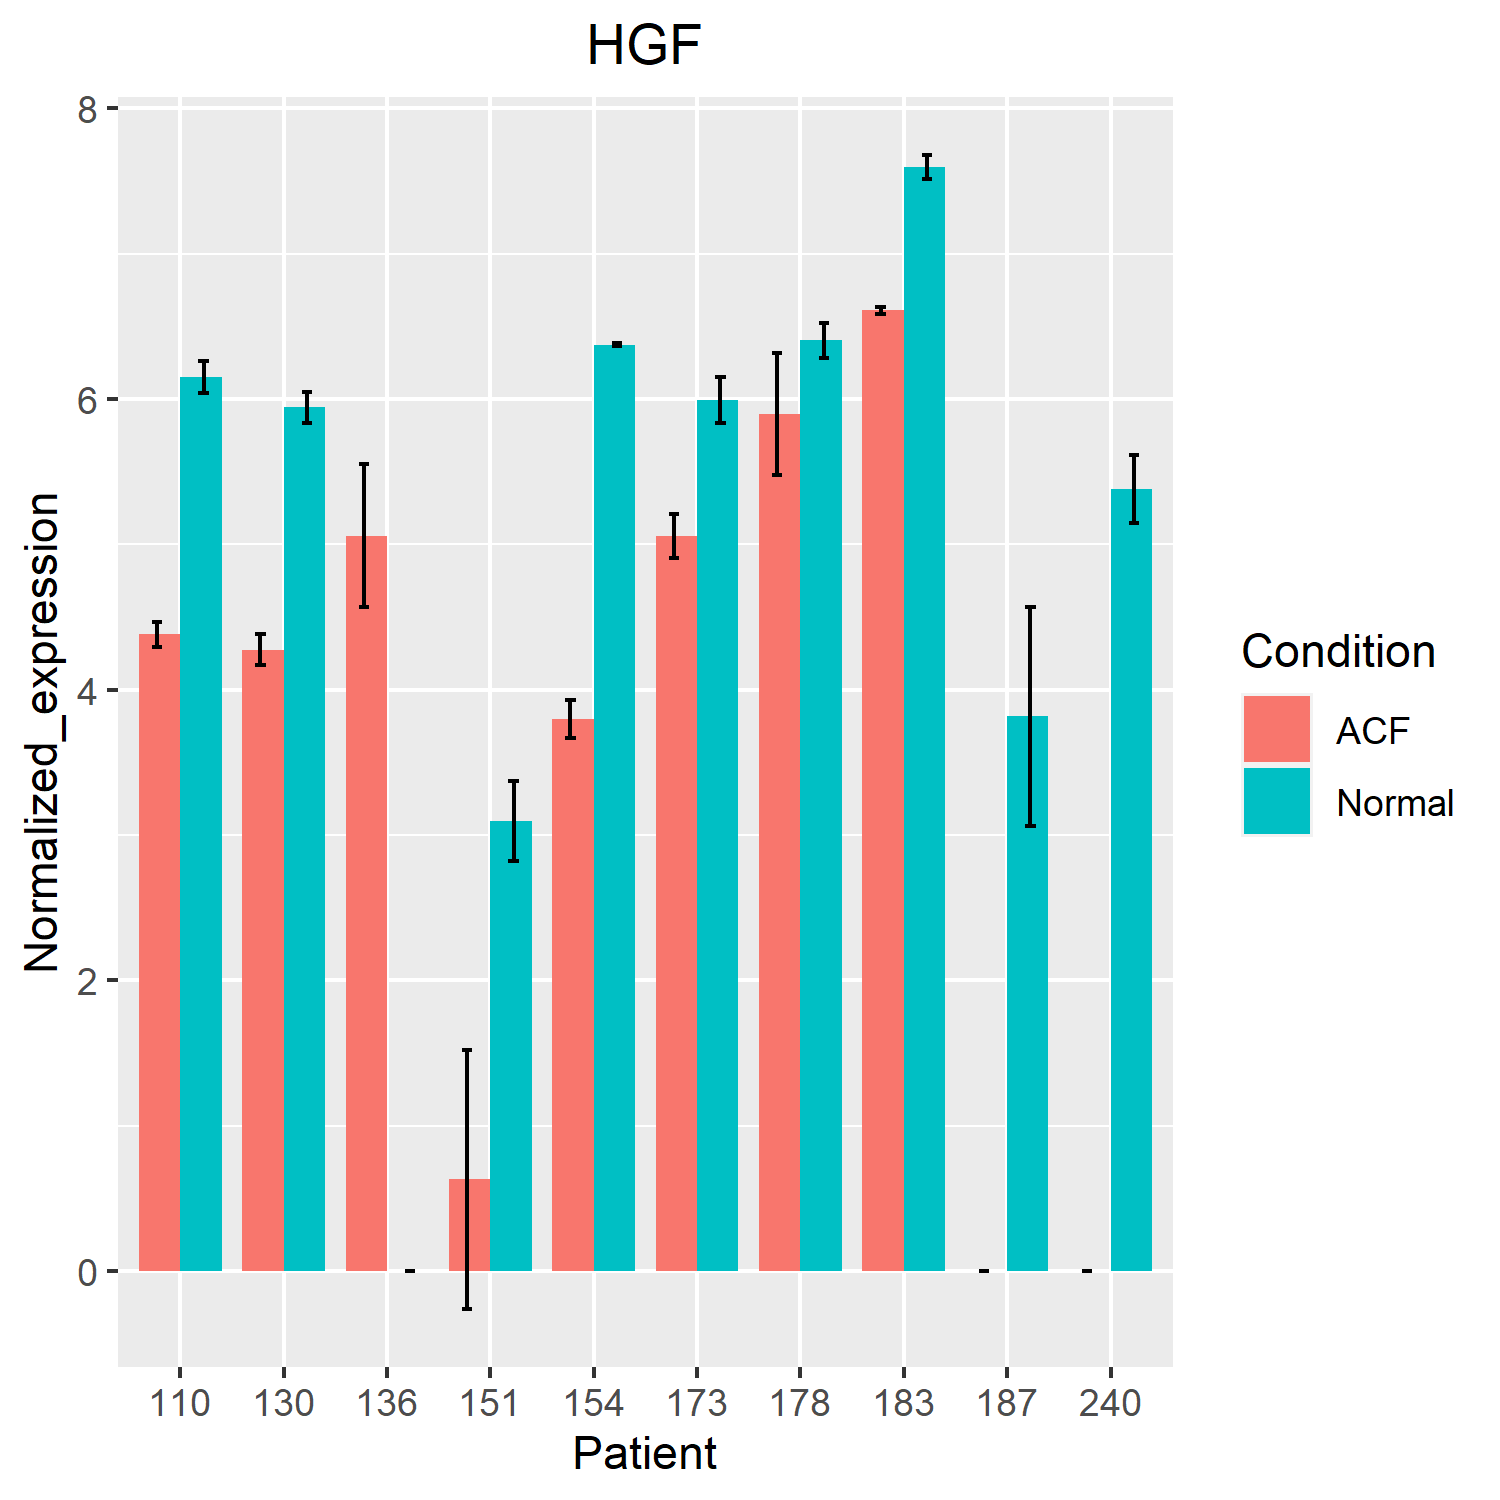 HGF
8
6
4
2
0
Normalized_expression
110 130 136 151 154 173 178 183 187 240
Patient
Condition
ACF
Normal